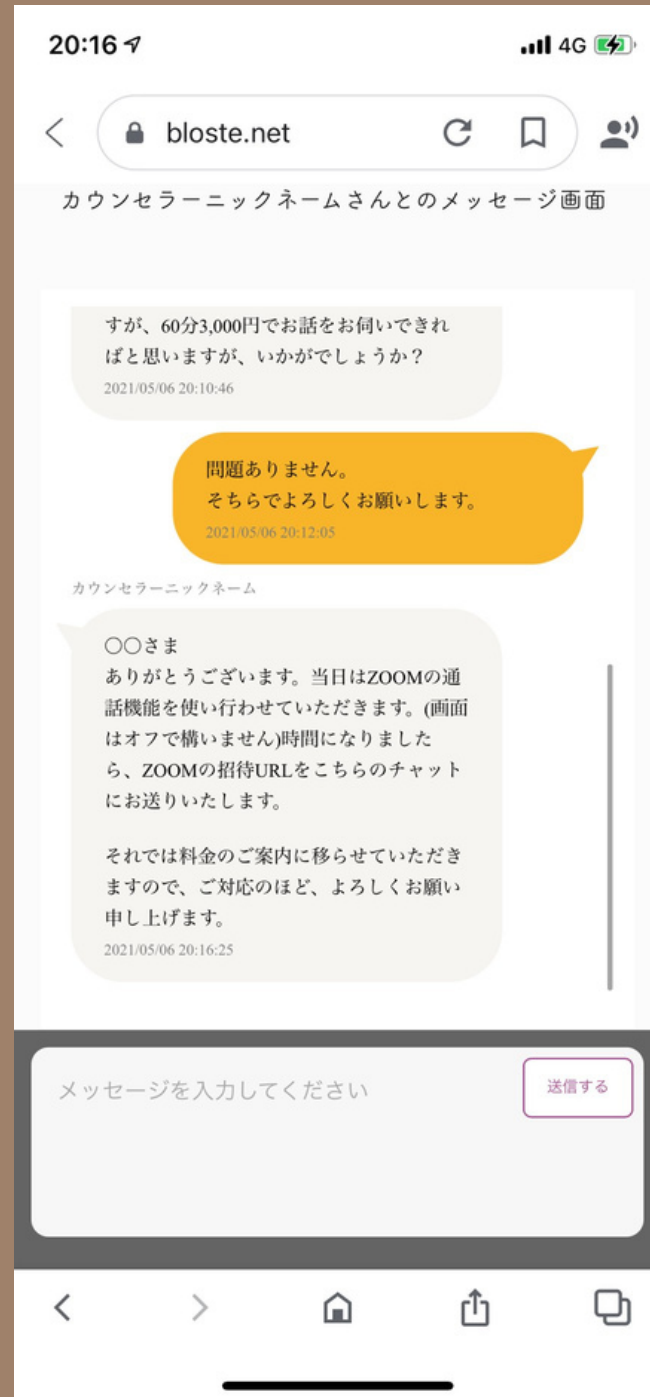 20:16
4G
bloste.net
カウンセラーニックネームさんとのメッセージ画面
すが、60分3,000円でお話をお伺いできれ
ばと思いますが、いかがでしょうか？
2021/05/06 20:10:46
問題ありません。
そちらでよろしくお願いします。
2021/05/06 20:12:05
カウンセラーニックネーム
〇〇さま
ありがとうございます。当日はZOOMの通
話機能を使い行わせていただきます。(画面
はオフで構いません)時間になりました
ら、ZOOMの招待URLをこちらのチャット
にお送りいたします。
それでは料金のご案内に移らせていただき
ますので、ご対応のほど、よろしくお願い
申し上げます。
2021/05/06 20:16:25
メッセージを入力してください
送信する